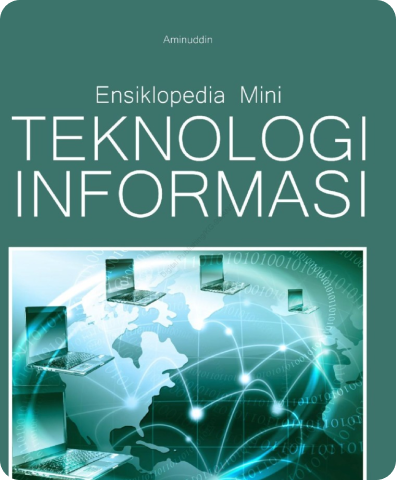 Aminuddin
Ensiklopedia Mini
TEKNOLOGI
INFORMASI